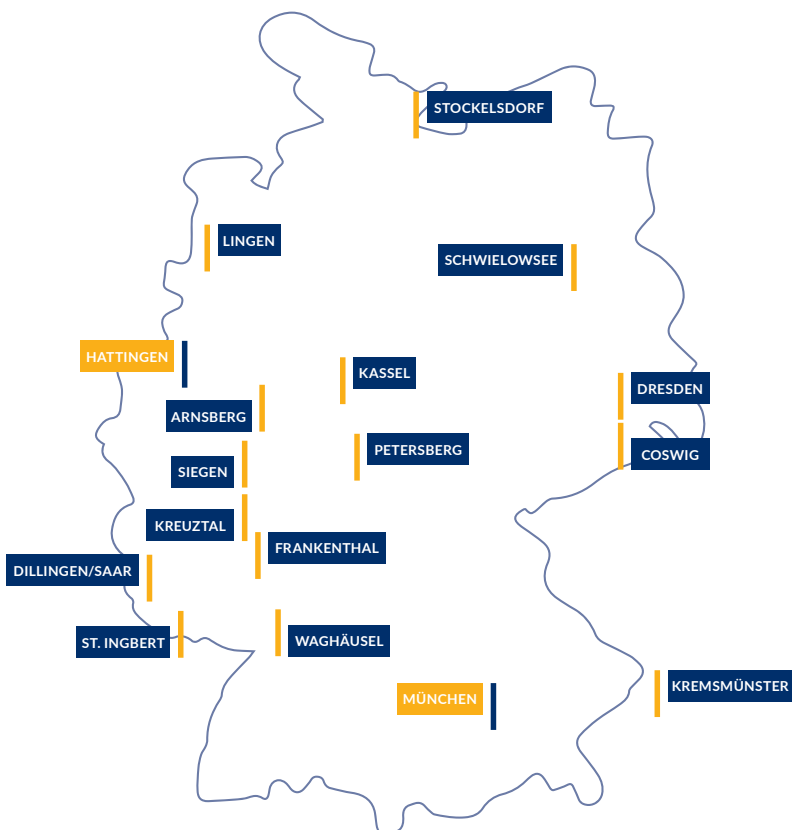 STOCKELSDORF
LINGEN
SCHWIELOWSEE
HATTINGEN
KASSEL
DRESDEN
ARNSBERG
PETERSBERG
COSWIG
SIEGEN
KREUZTAL
FRANKENTHAL
DILLINGEN/SAAR
ST. INGBERT
WAGHÄUSEL
KREMSMÜNSTER
MÜNCHEN